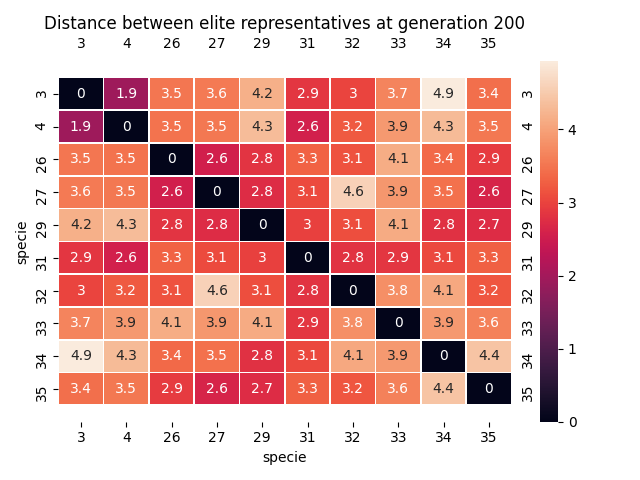 Distance between elite representatives at generation 200
3 4 26 27 29 31 32 33 34 35
3 0 1.9 3.5 3.6 4.2 2.9 3 3.7 4.9 3.4 3
4 1.9 0 3.5 3.5 4.3 2.6 3.2 3.9 4.3 3.5 4
26 3.5 3.5 0 2.6 2.8 3.3 3.1 4.1 3.4 2.9 26
27 3.6 3.5 2.6 0 2.8 3.1 4.6 3.9 3.5 2.6 27
29 4.2 4.3 2.8 2.8 0 3 3.1 4.1 2.8 2.7 29
31 2.9 2.6 3.3 3.1 3 0 2.8 2.9 3.1 3.3 31
32 3 3.2 3.1 4.6 3.1 2.8 0 3.8 4.1 3.2 32
33 3.7 3.9 4.1 3.9 4.1 2.9 3.8 0 3.9 3.6 33
34 4.9 4.3 3.4 3.5 2.8 3.1 4.1 3.9 0 4.4 34
35 3.4 3.5 2.9 2.6 2.7 3.3 3.2 3.6 4.4 0 35
3 4 26 27 29 31 32 33 34 35
specie
specie
4
3
2
1
0